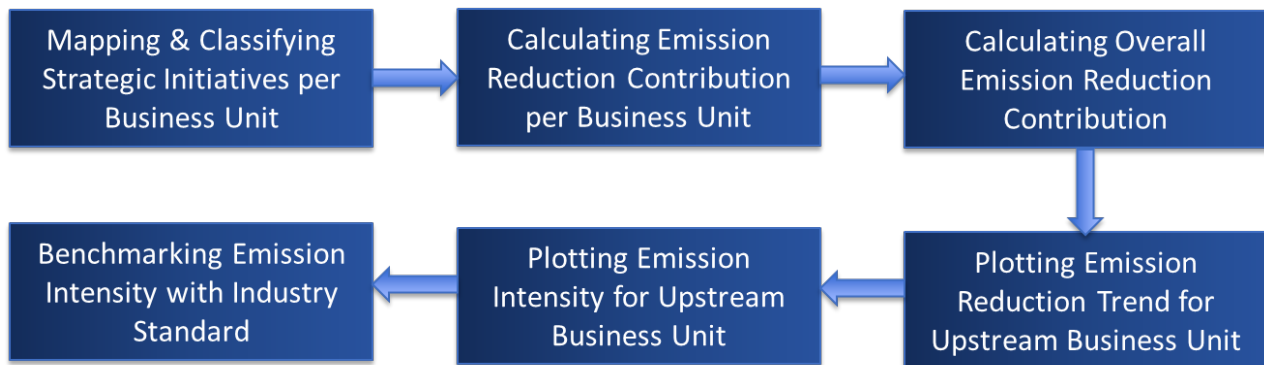 Mapping & Classifying
Strategic Initiatives per
Business Unit
Calculating Emission
Reduction Contribution
per Business Unit
Calculating Overall
Emission Reduction
Contribution
Plotting Emission
Reduction Trend for
Upstream Business Unit
Plotting Emission
Intensity for Upstream
Business Unit
Benchmarking Emission
Intensity with Industry
Standard